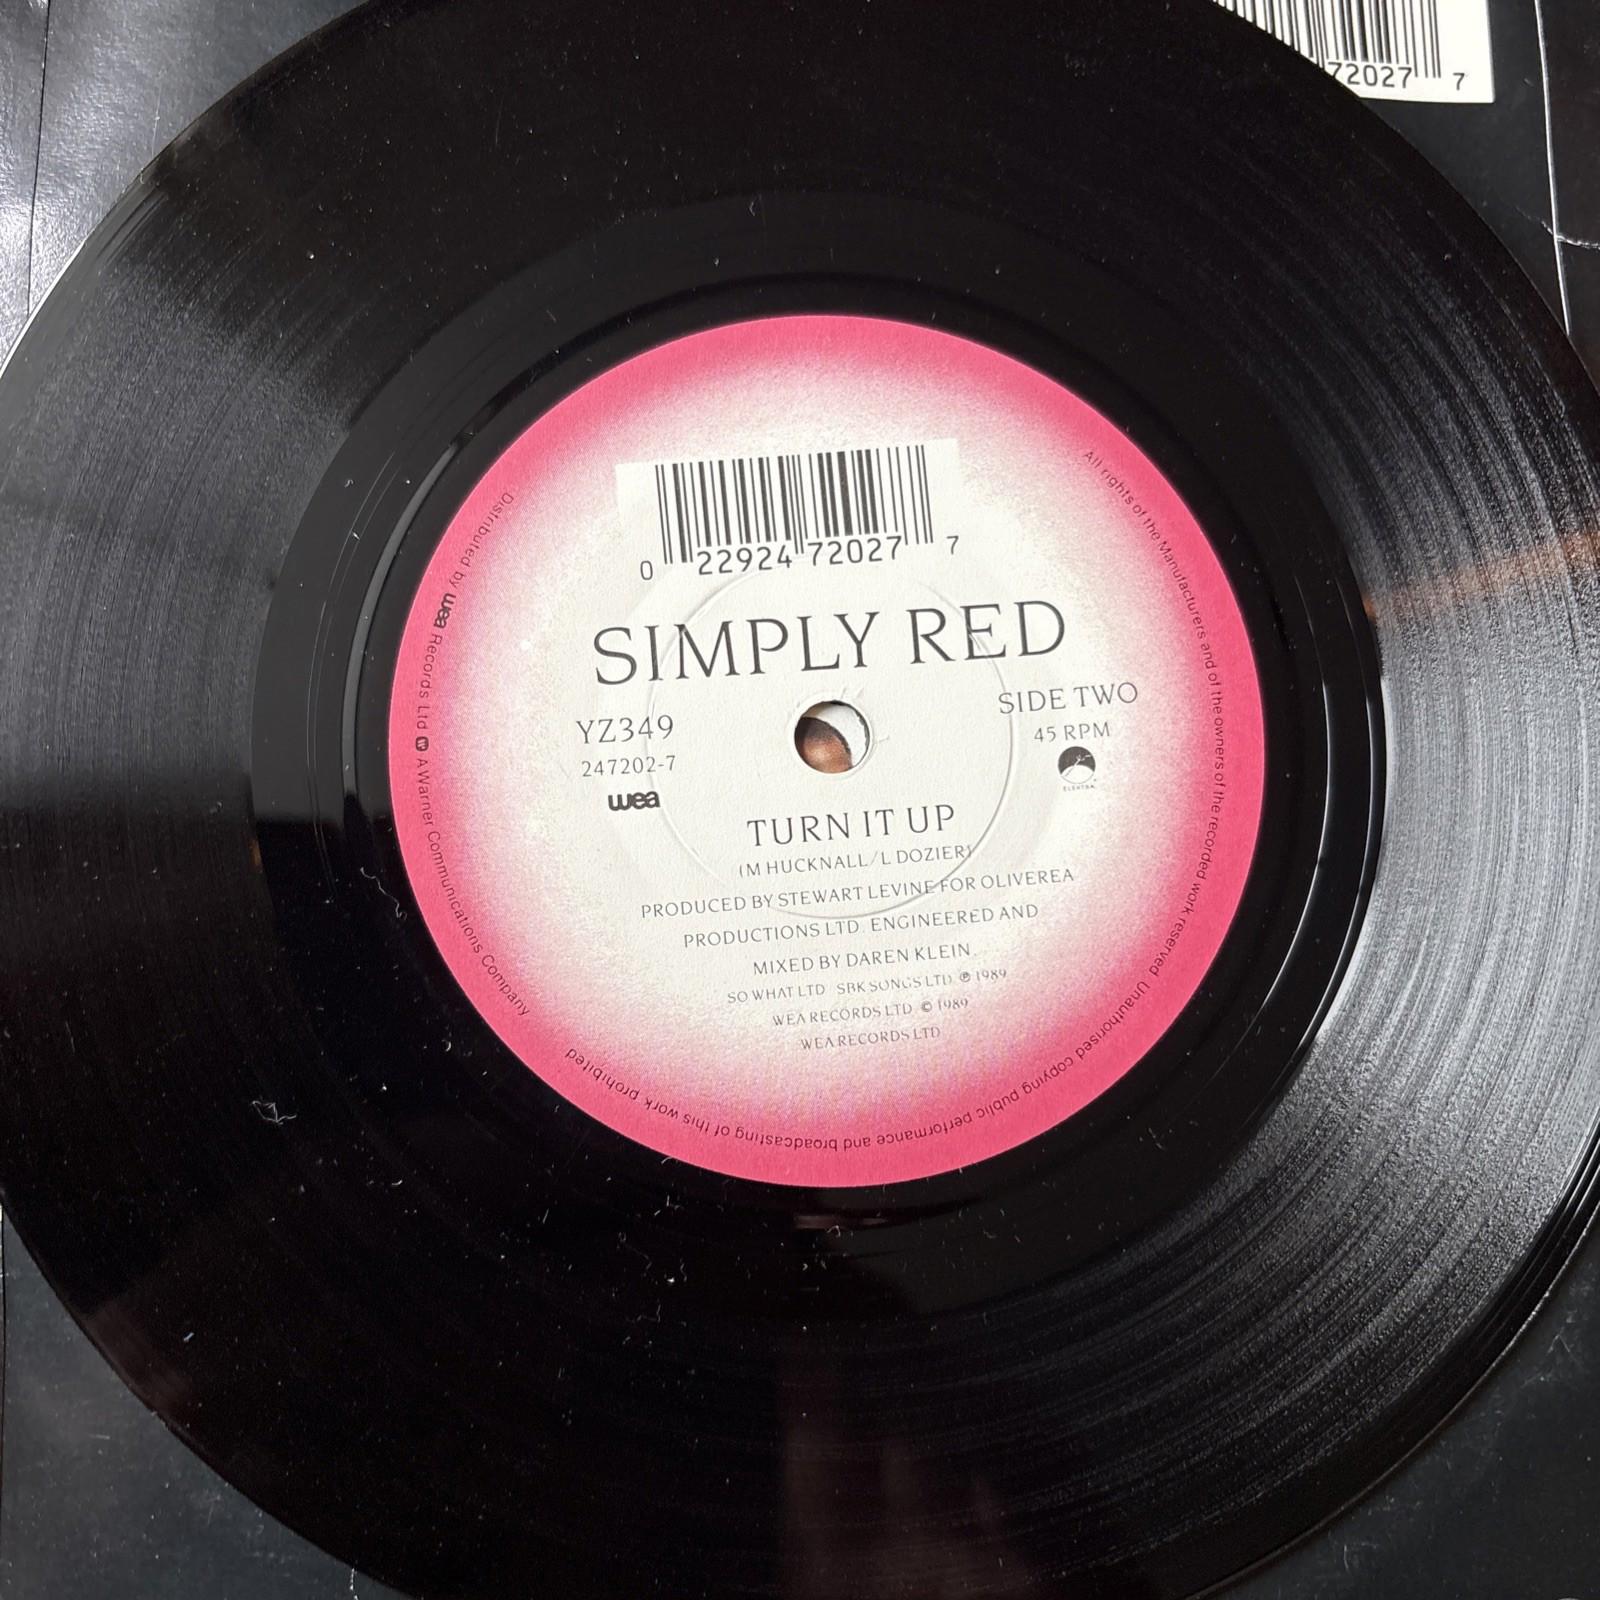 72027 7
0 22924 72027 7
SIMPLY RED
YZ349
247202-7
wea
SIDE TWO
45 RPM
ELEKTRA
TURN IT UP
(M HUCKNALL/L DOZIER)
PRODUCED BY STEWART LEVINE FOR OLIVEREA
PRODUCTIONS LTD. ENGINEERED AND
MIXED BY DAREN KLEIN.
SO WHAT LTD SBK SONGS LTD ℗ 1989
WEA RECORDS LTD © 1989
WEA RECORDS LTD
Distributed by wea Records Ltd A Warner Communications Company
All rights of the Manufacturers and of the owners of the recorded work reserved Unauthorised copying public performance and broadcasting of this work prohibited